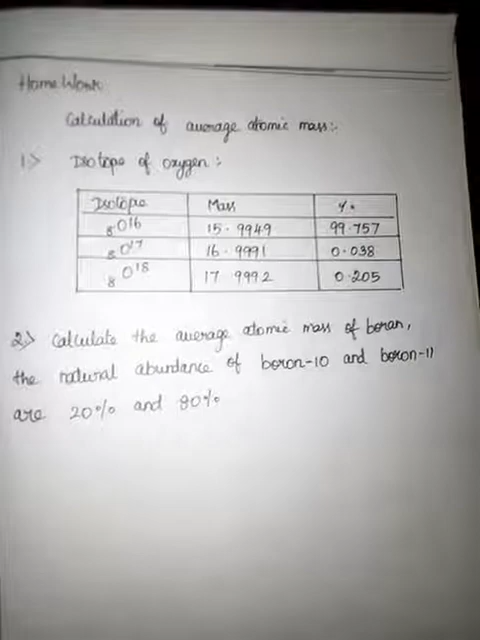 Home Work
Calculation of average atomic mass:-
1> Isotope of oxygen:-
Isotope Mass %
₈O¹⁶ 15.9949 99.757
₈O¹⁷ 16.9991 0.038
₈O¹⁸ 17 9992 0.205
2> Calculate the average atomic mass of boran,
the natural abundance of boron-10 and boron-11
are 20% and 80%